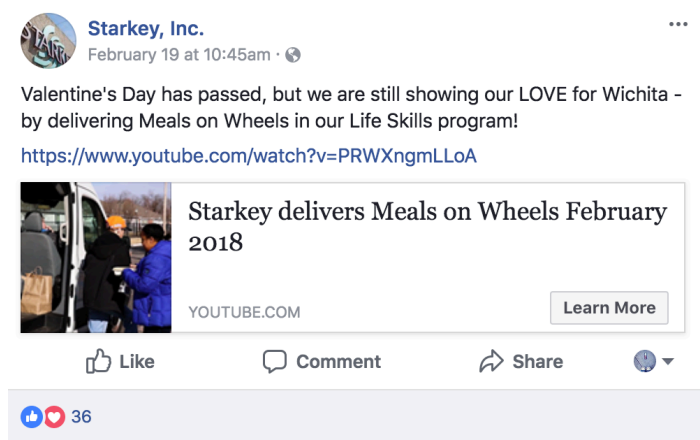 Starkey, Inc.
February 19 at 10:45am ·
Valentine's Day has passed, but we are still showing our LOVE for Wichita -
by delivering Meals on Wheels in our Life Skills program!
https://www.youtube.com/watch?v=PRWXngmLLoA
Starkey delivers Meals on Wheels February
2018
YOUTUBE.COM
Learn More
Like
Comment
Share
36